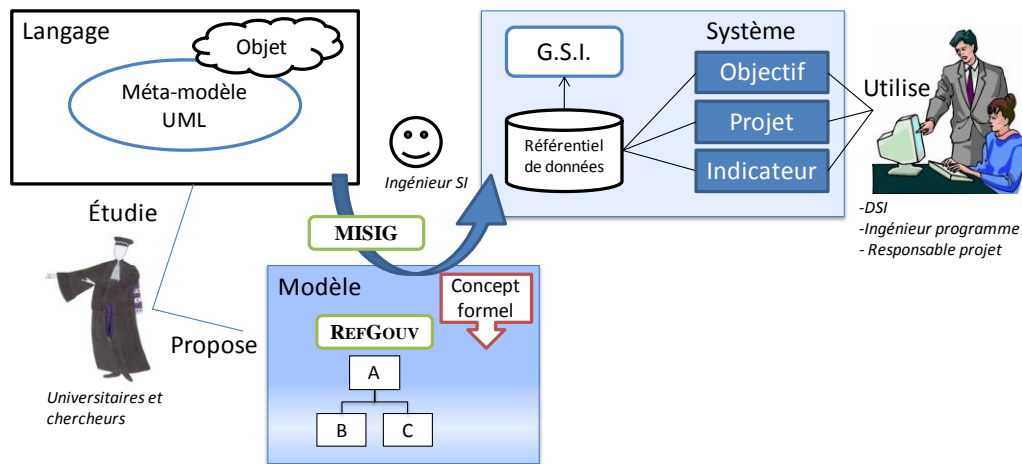 Langage
Objet
Méta-modèle
UML
Ingénieur SI
MISIG
Système
G.S.I.
Référentiel
de données
Objectif
Projet
Indicateur
Utilise
-DSI
-Ingénieur programme
- Responsable projet
Étudie
Propose
Universitaires et
chercheurs
Modèle
Concept
formel
REFGOUV
A
B
C